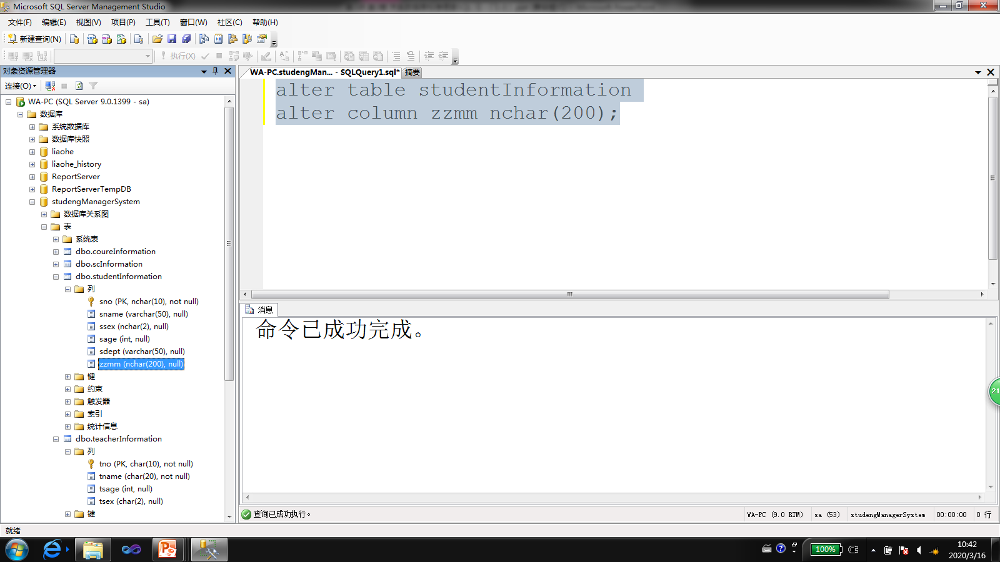 Microsoft SQL Server Management Studio
文件(F) 编辑(E) 视图(V) 项目(P) 工具(T) 窗口(W) 社区(C) 帮助(H)
新建查询(N)
执行(X)
对象资源管理器
连接(O)
WA-PC (SQL Server 9.0.1399 - sa)
数据库
系统数据库
数据库快照
liaohe
liaohe_history
ReportServer
ReportServerTempDB
studengManagerSystem
数据库关系图
表
系统表
dbo.coureInformation
dbo.scInformation
dbo.studentInformation
列
sno (PK, nchar(10), not null)
sname (varchar(50), null)
ssex (nchar(2), null)
sage (int, null)
sdept (varchar(50), null)
zzmm (nchar(200), null)
键
约束
触发器
索引
统计信息
dbo.teacherInformation
列
tno (PK, char(10), not null)
tname (char(20), not null)
tsage (int, null)
tsex (char(2), null)
键
WA-PC.studengMan... - SQLQuery1.sql* 摘要
alter table studentInformation
alter column zzmm nchar(200);
消息
命令已成功完成。
查询已成功执行。 WA-PC (9.0 RTM) sa (53) studengManagerSystem 00:00:00 0 行
就绪
21
100%
10:42
2020/3/16